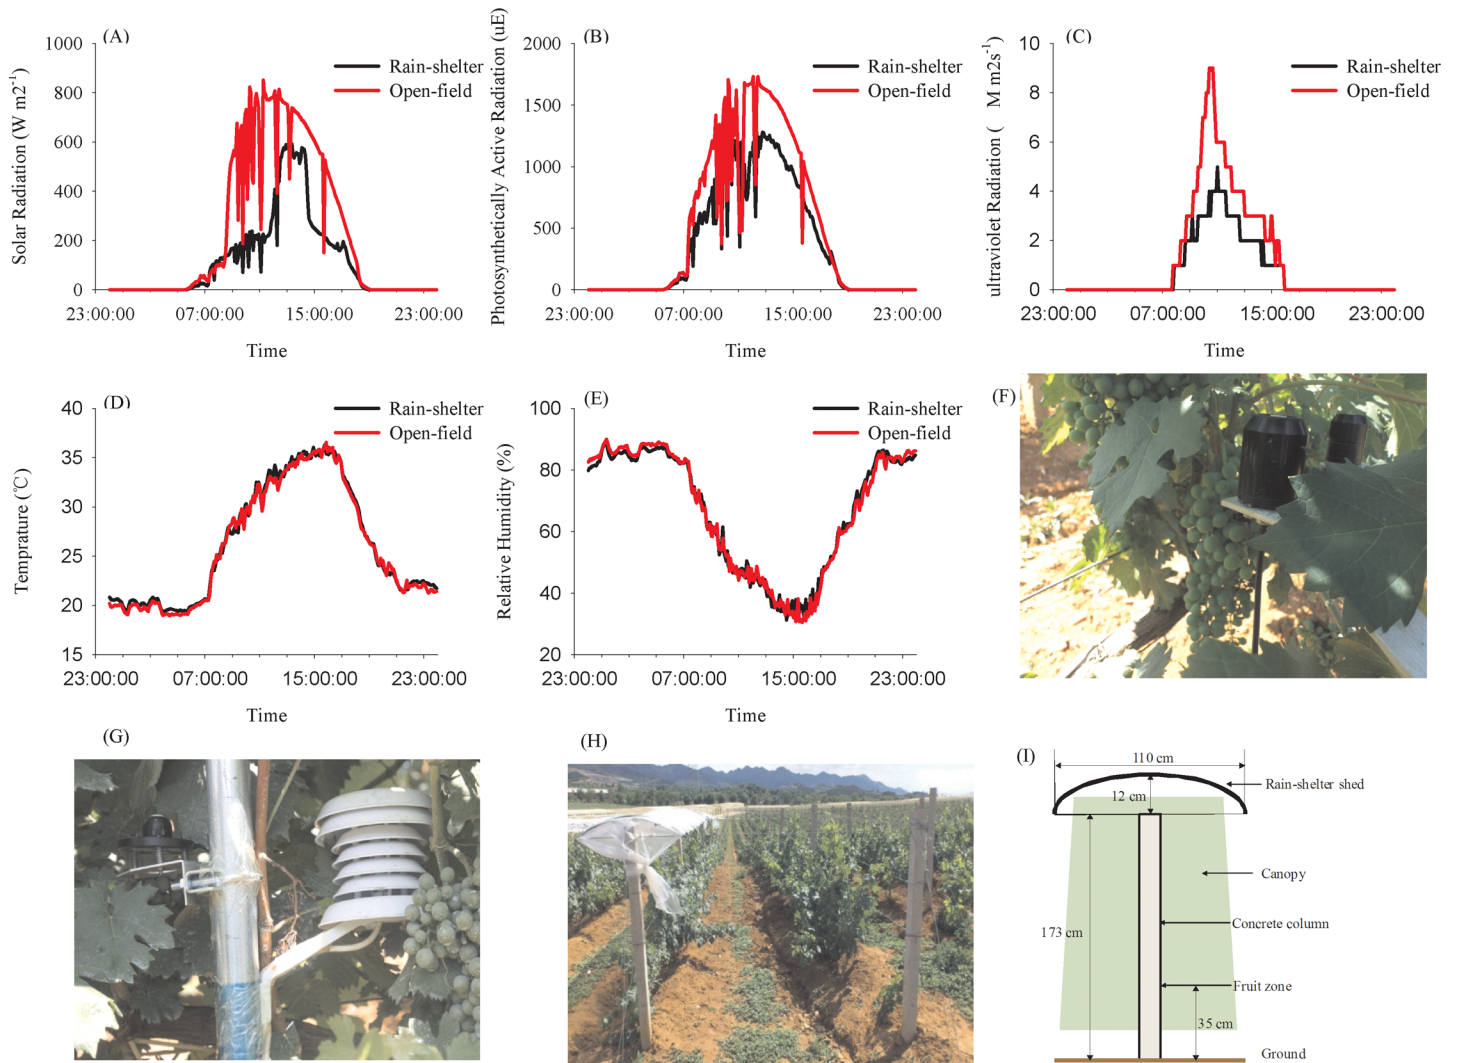 (A)
Solar Radiation (W m2⁻¹)
1000
800
600
400
200
0
Rain-shelter
Open-field
23:00:00 07:00:00 15:00:00 23:00:00
Time
(B)
Photosynthetically Active Radiation (uE)
2000
1500
1000
500
0
Rain-shelter
Open-field
23:00:00 07:00:00 15:00:00 23:00:00
Time
(C)
ultraviolet Radiation ( M m2s⁻¹)
10
8
6
4
2
0
Rain-shelter
Open-field
23:00:00 07:00:00 15:00:00 23:00:00
Time
(D)
Temprature (℃)
40
35
30
25
20
15
Rain-shelter
Open-field
23:00:00 07:00:00 15:00:00 23:00:00
Time
(E)
Relative Humidity (%)
100
80
60
40
20
Rain-shelter
Open-field
23:00:00 07:00:00 15:00:00 23:00:00
Time
(F)
(G)
(H)
(I)
110 cm
Rain-shelter shed
12 cm
Canopy
Concrete column
173 cm
Fruit zone
35 cm
Ground